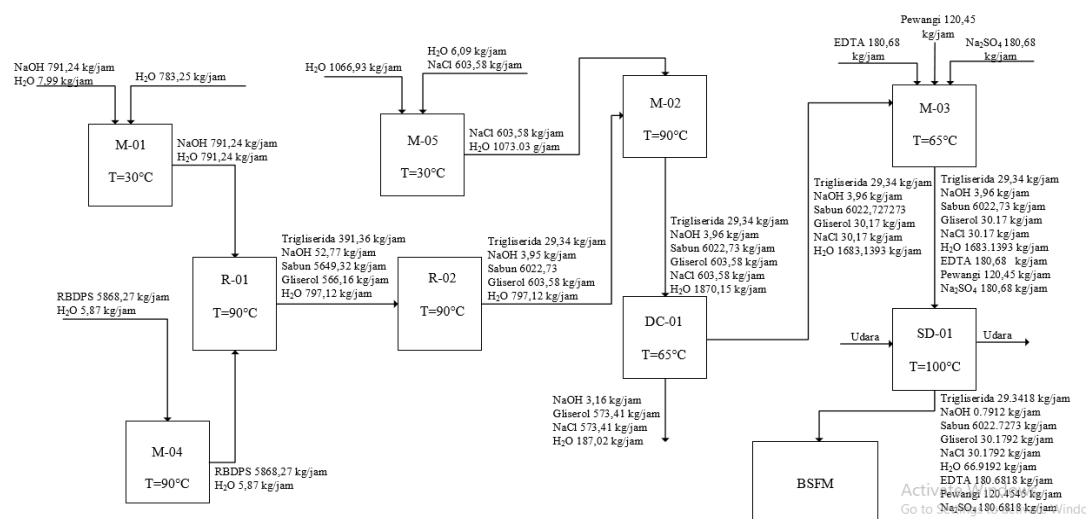 Pewangi 120,45
kg/jam
EDTA 180,68
kg/jam
Na₂SO₄ 180,68
kg/jam
NaOH 791,24 kg/jam
H₂O 7,99 kg/jam
H₂O 783,25 kg/jam
H₂O 1066,93 kg/jam
H₂O 6,09 kg/jam
NaCl 603,58 kg/jam
M-01
T=30°C
NaOH 791,24 kg/jam
H₂O 791,24 kg/jam
M-05
T=30°C
NaCl 603,58 kg/jam
H₂O 1073.03 g/jam
M-02
T=90°C
M-03
T=65°C
Trigliserida 29,34 kg/jam
NaOH 3,96 kg/jam
Sabun 6022,727273
Gliserol 30,17 kg/jam
NaCl 30,17 kg/jam
H₂O 1683,1393 kg/jam
Trigliserida 29,34 kg/jam
NaOH 3,96 kg/jam
Sabun 6022,73 kg/jam
Gliserol 30.17 kg/jam
NaCl 30.17 kg/jam
H₂O 1683.1393 kg/jam
EDTA 180,68 kg/jam
Pewangi 120,45 kg/jam
Na₂SO₄ 180,68 kg/jam
Trigliserida 29,34 kg/jam
NaOH 3,96 kg/jam
Sabun 6022,73 kg/jam
Gliserol 603,58 kg/jam
NaCl 603,58 kg/jam
H₂O 1870,15 kg/jam
Trigliserida 391,36 kg/jam
NaOH 52,77 kg/jam
Sabun 5649,32 kg/jam
Gliserol 566,16 kg/jam
H₂O 797,12 kg/jam
Trigliserida 29,34 kg/jam
NaOH 3,95 kg/jam
Sabun 6022,73
Gliserol 603,58 kg/jam
H₂O 797,12 kg/jam
R-01
T=90°C
R-02
T=90°C
RBDPS 5868,27 kg/jam
H₂O 5,87 kg/jam
DC-01
T=65°C
Udara
SD-01
T=100°C
Udara
NaOH 3,16 kg/jam
Gliserol 573,41 kg/jam
NaCl 573,41 kg/jam
H₂O 187,02 kg/jam
Trigliserida 29.3418 kg/jam
NaOH 0.7912 kg/jam
Sabun 6022.7273 kg/jam
Gliserol 30.1792 kg/jam
NaCl 30.1792 kg/jam
H₂O 66.9192 kg/jam
EDTA 180.6818 kg/jam
Pewangi 120.4545 kg/jam
Na₂SO₄ 180.6818 kg/jam
M-04
T=90°C
RBDPS 5868,27 kg/jam
H₂O 5,87 kg/jam
BSFM
Activate Windows
Go to Settings to activate Windo